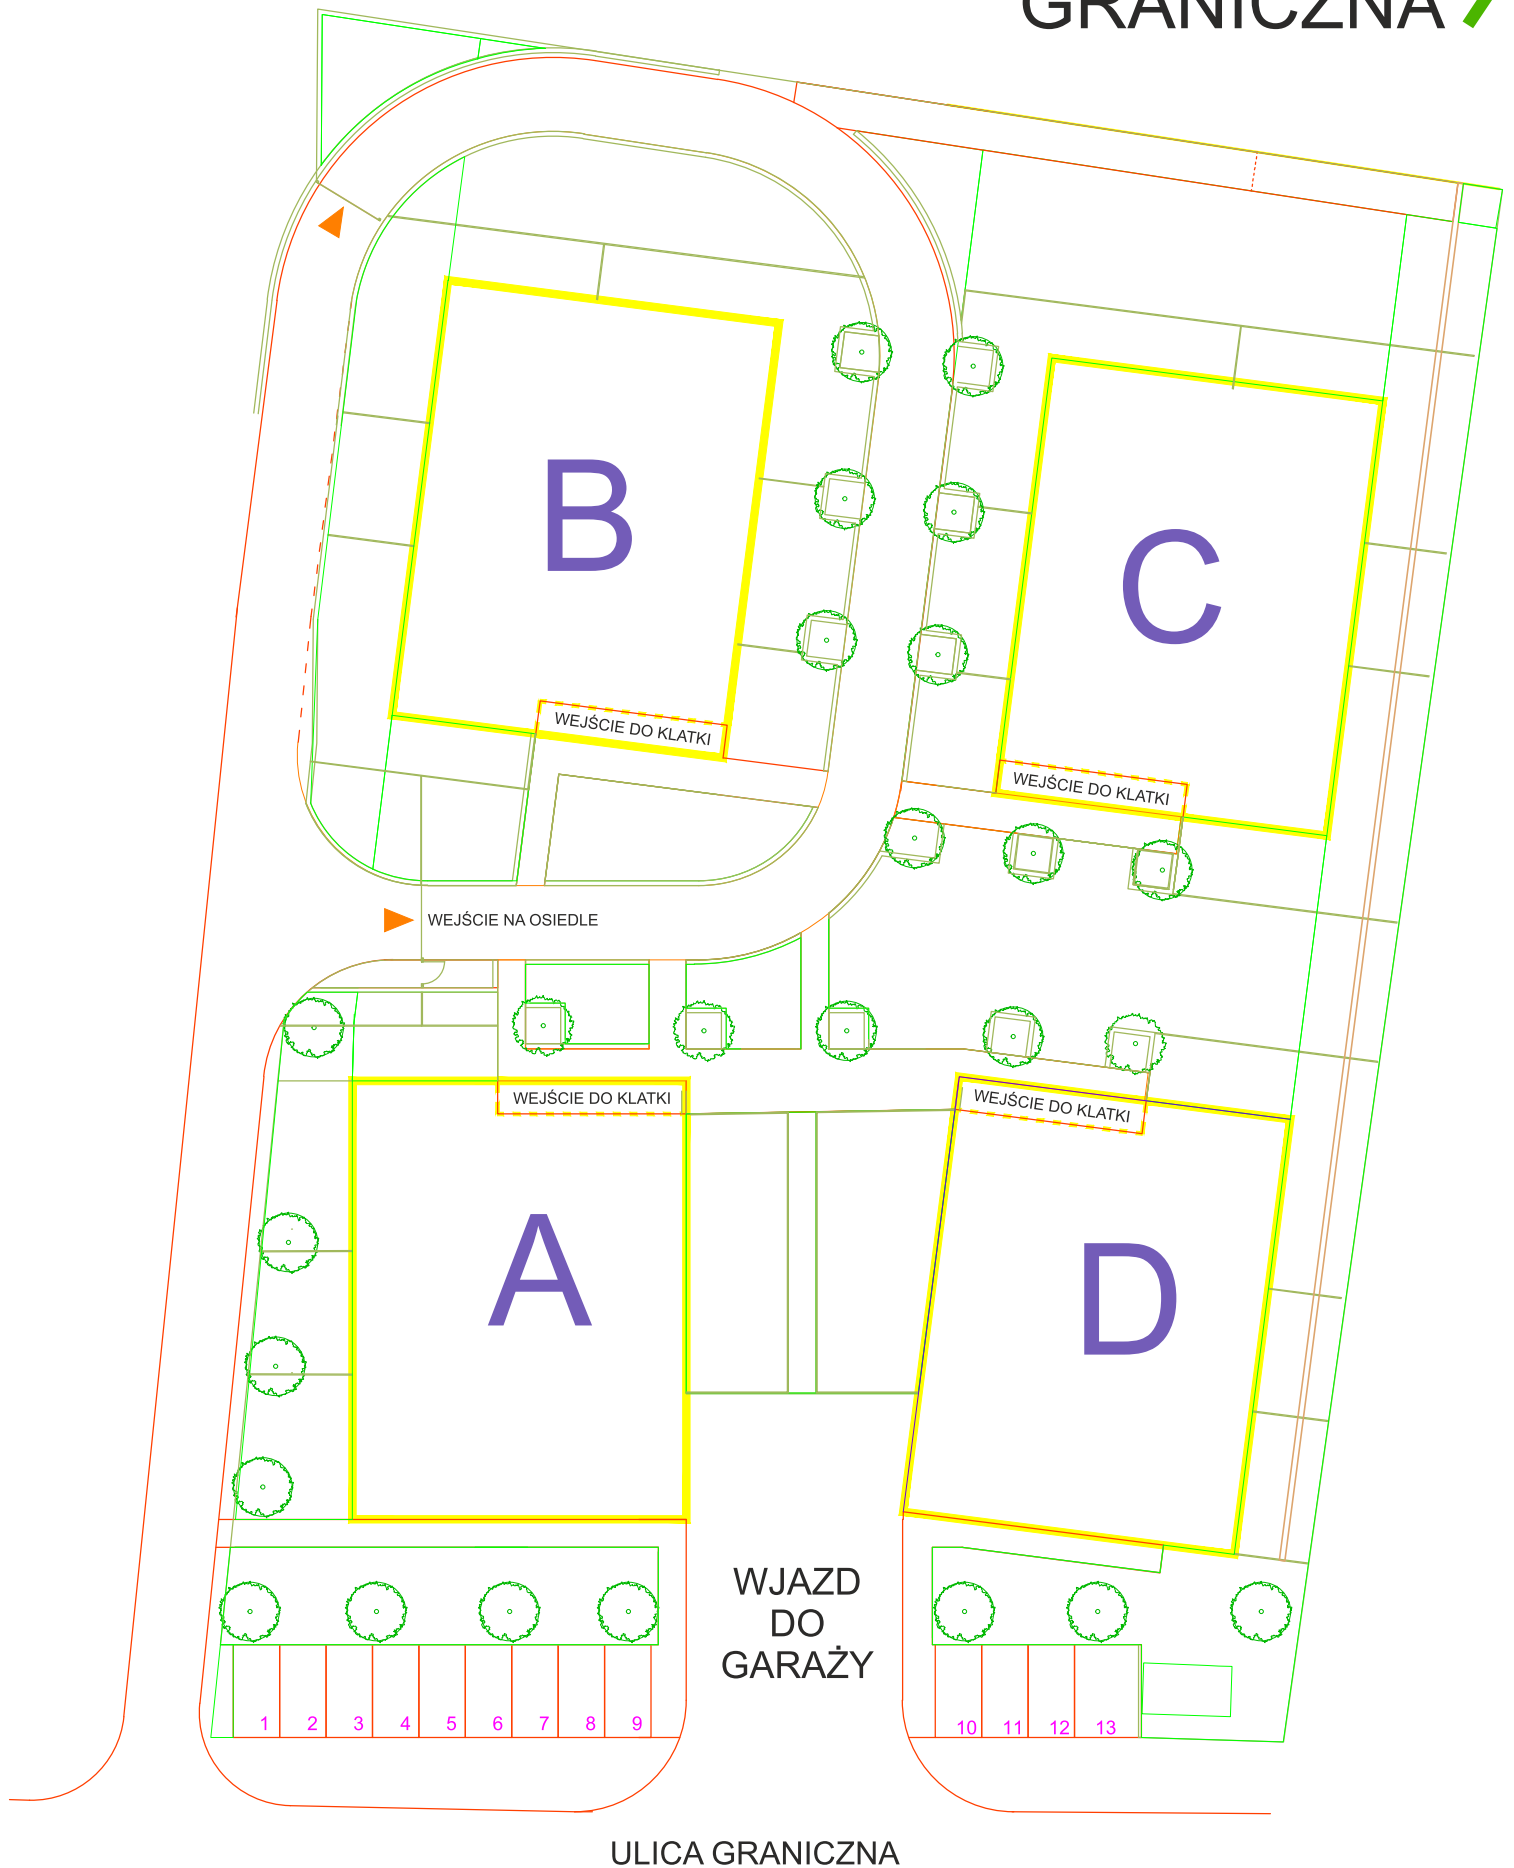 GRANICZNA 7
B
C
WEJŚCIE DO KLATKI
WEJŚCIE DO KLATKI
WEJŚCIE NA OSIEDLE
WEJŚCIE DO KLATKI
WEJŚCIE DO KLATKI
A
D
WJAZD
DO
GARAŻY
1 2 3 4 5 6 7 8 9 10 11 12 13
ULICA GRANICZNA